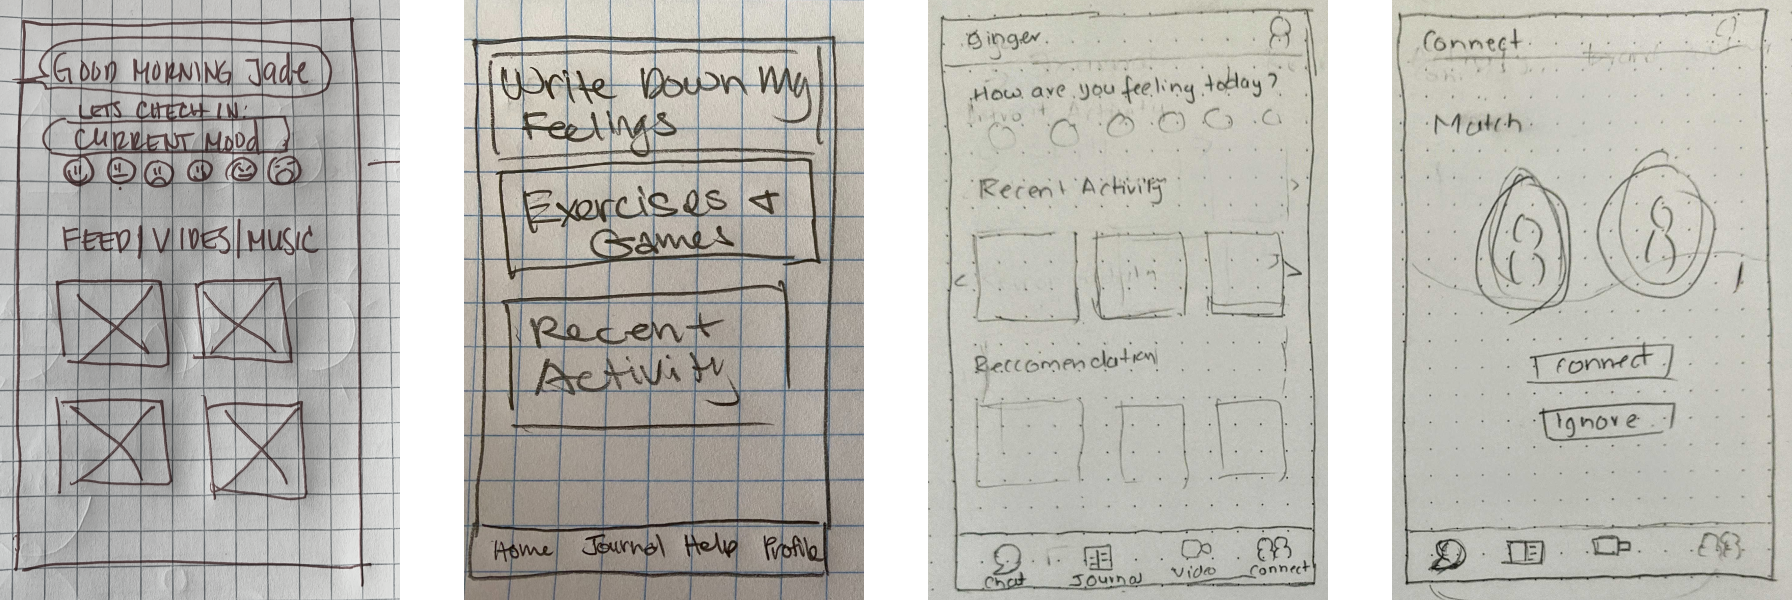 GOOD MORNING Jade
LETS CHECH IN:
CURRENT MOOD
FEED/VIDES/MUSIC
Write Down My
Feelings
Exercises +
Games
Recent
Activity
Home Journal Help Profile
Ginger
How are you feeling today?
Recent Activity
Reccomendation
Chat Journal Video Connect
Connect
Match
connect
Ignore